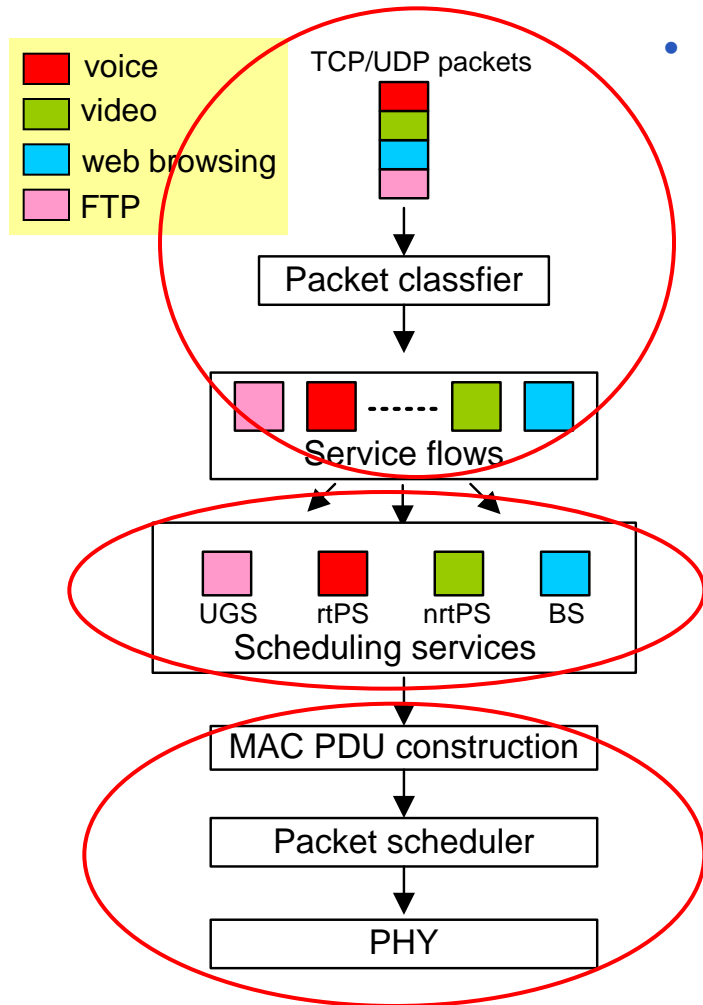 voice
video
web browsing
FTP
TCP/UDP packets
Packet classfier
Service flows
UGS rtPS nrtPS BS
Scheduling services
MAC PDU construction
Packet scheduler
PHY